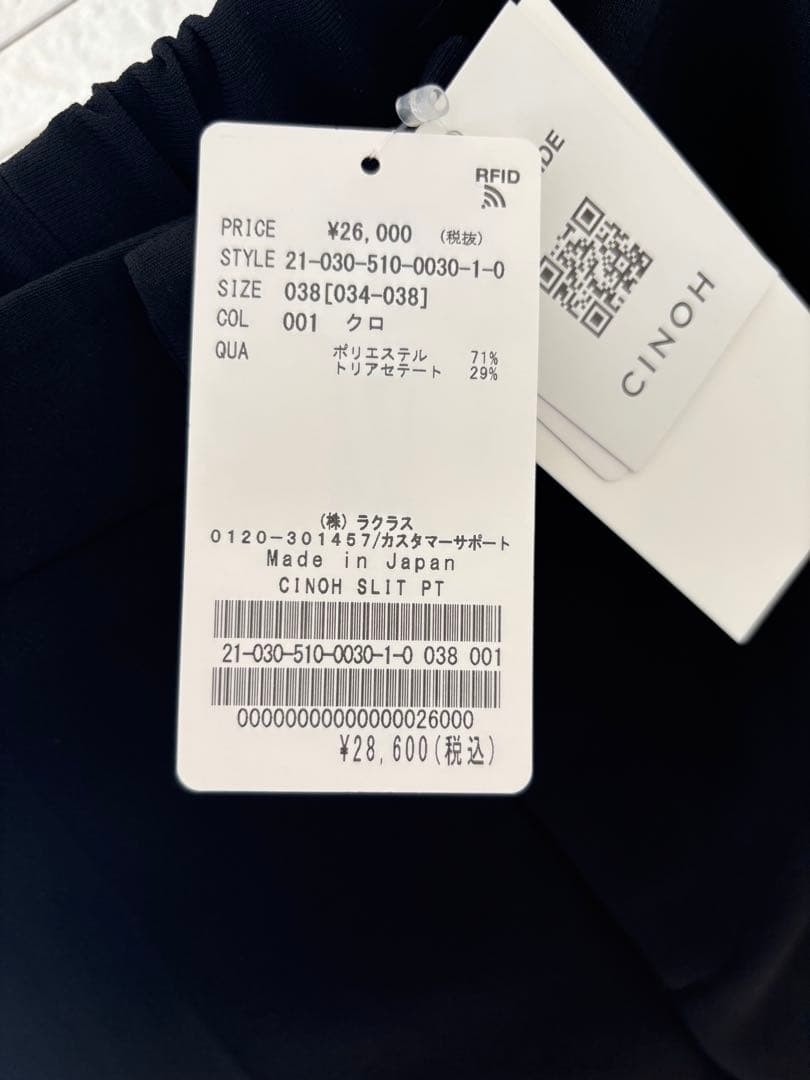 RFID
PRICE ¥26,000 (税抜)
STYLE 21-030-510-0030-1-0
SIZE 038[034-038]
COL 001 クロ
QUA ポリエステル 71%
トリアセテート 29%
(株)ラクラス
0120-301457/カスタマーサポート
Made in Japan
CINOH SLIT PT
21-030-510-0030-1-0 038 001
00000000000000026000
¥28,600(税込)
CINOH